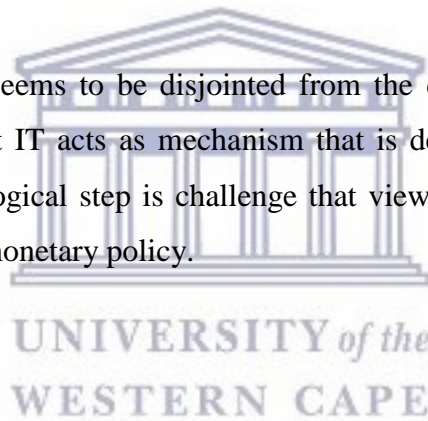 eems to be disjointed from the
t IT acts as mechanism that is de
ogical step is challenge that view
monetary policy.
UNIVERSITY of the
WESTERN CAPE